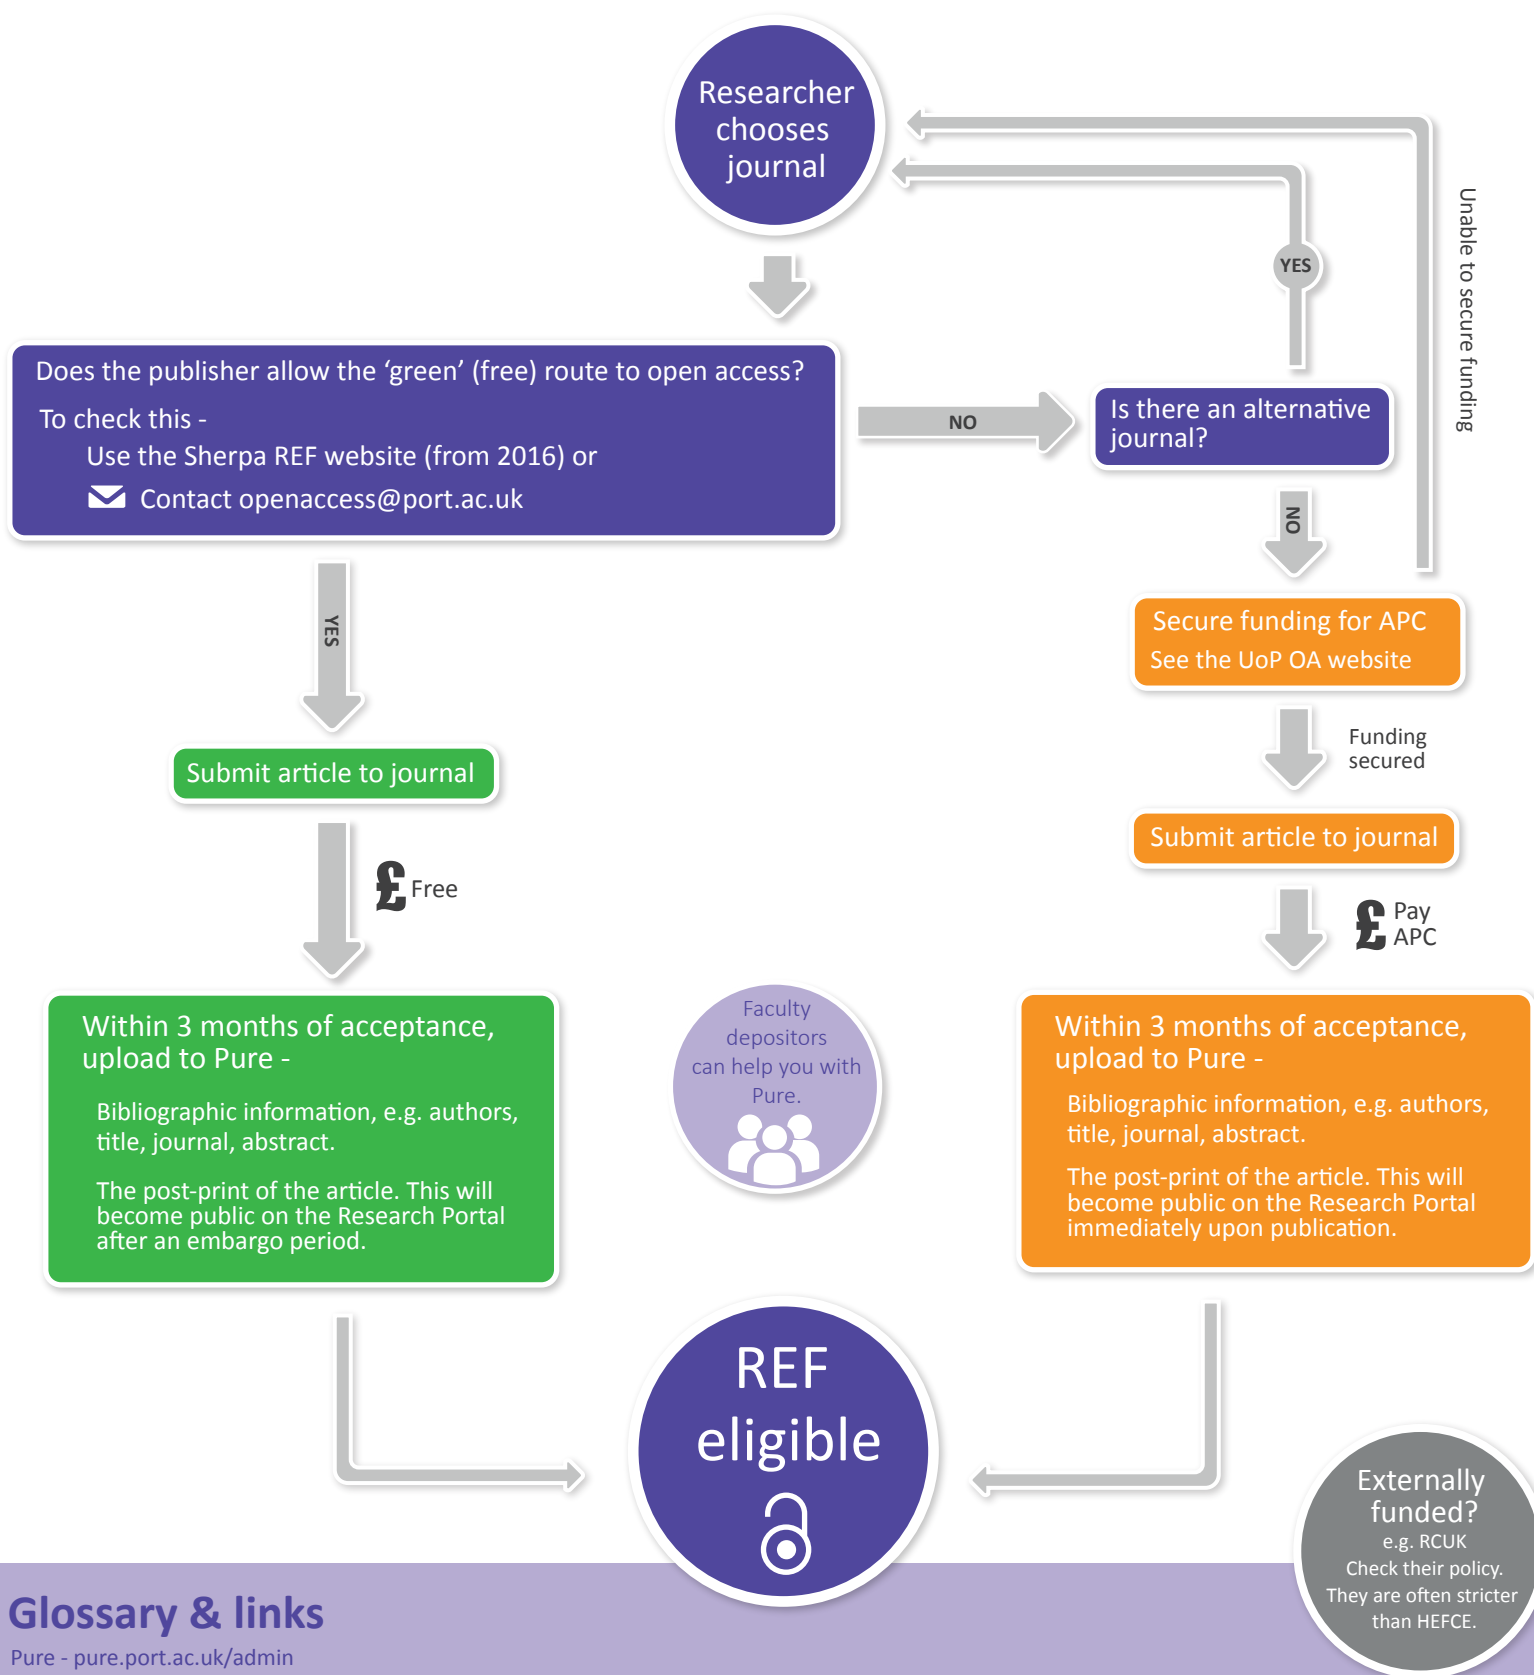 Researcher
chooses
journal
Unable to secure funding
YES
Does the publisher allow the ‘green’ (free) route to open access?
To check this -
Use the Sherpa REF website (from 2016) or
Contact openaccess@port.ac.uk
NO
Is there an alternative
journal?
NO
YES
Secure funding for APC
See the UoP OA website
Funding
secured
Submit article to journal
Submit article to journal
£ Free
£ Pay
APC
Within 3 months of acceptance,
upload to Pure -
Bibliographic information, e.g. authors,
title, journal, abstract.
The post-print of the article. This will
become public on the Research Portal
after an embargo period.
Faculty
depositors
can help you with
Pure.
Within 3 months of acceptance,
upload to Pure -
Bibliographic information, e.g. authors,
title, journal, abstract.
The post-print of the article. This will
become public on the Research Portal
immediately upon publication.
REF
eligible
Externally
funded?
e.g. RCUK
Check their policy.
They are often stricter
than HEFCE.
Glossary & links
Pure - pure.port.ac.uk/admin